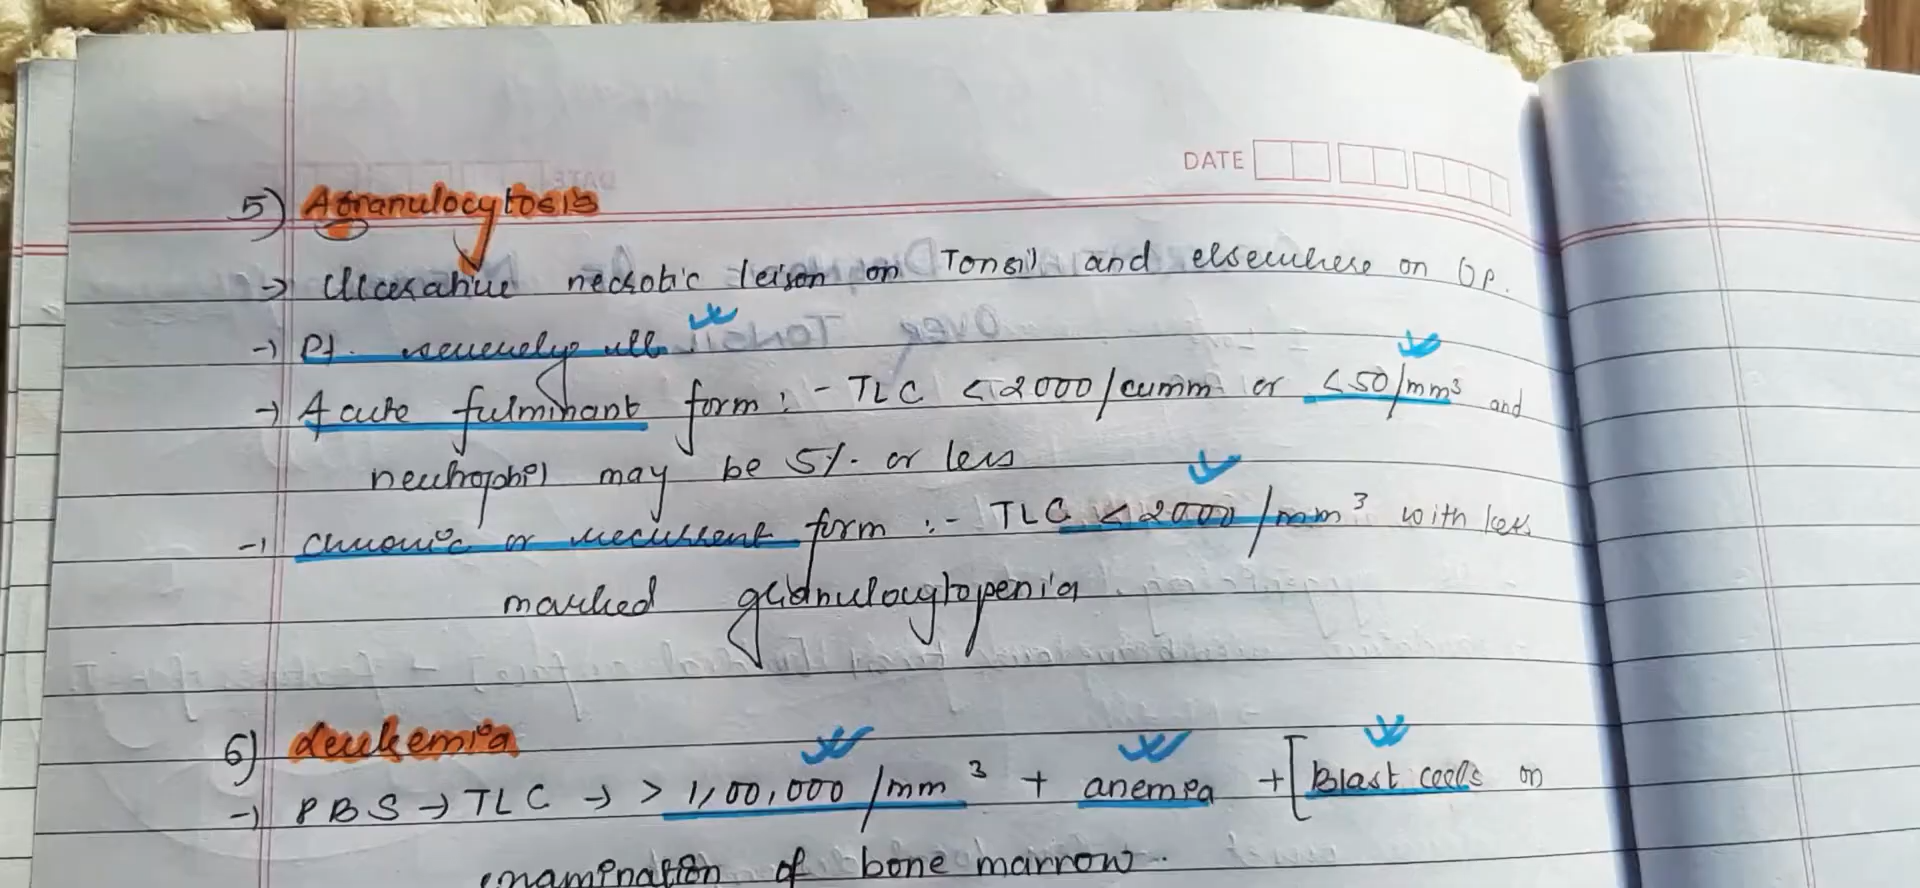 DATE
5) Agranulocytosis
→ Ulcerative necrotic leison on Tonsil and elsewhere on OP.
→ Pt. severely ill.
→ Acute fulminant form :- TLC < 2000/cumm or < 50/mm³ and
neutrophil may be 5% or less
→ chronic or recurrent form :- TLC < 2000/mm³ with less
marked granulocytopenia
6) Leukemia
→ PBS → TLC → > 1,00,000/mm³ + anemia + [Blast cells on
examination of bone marrow.